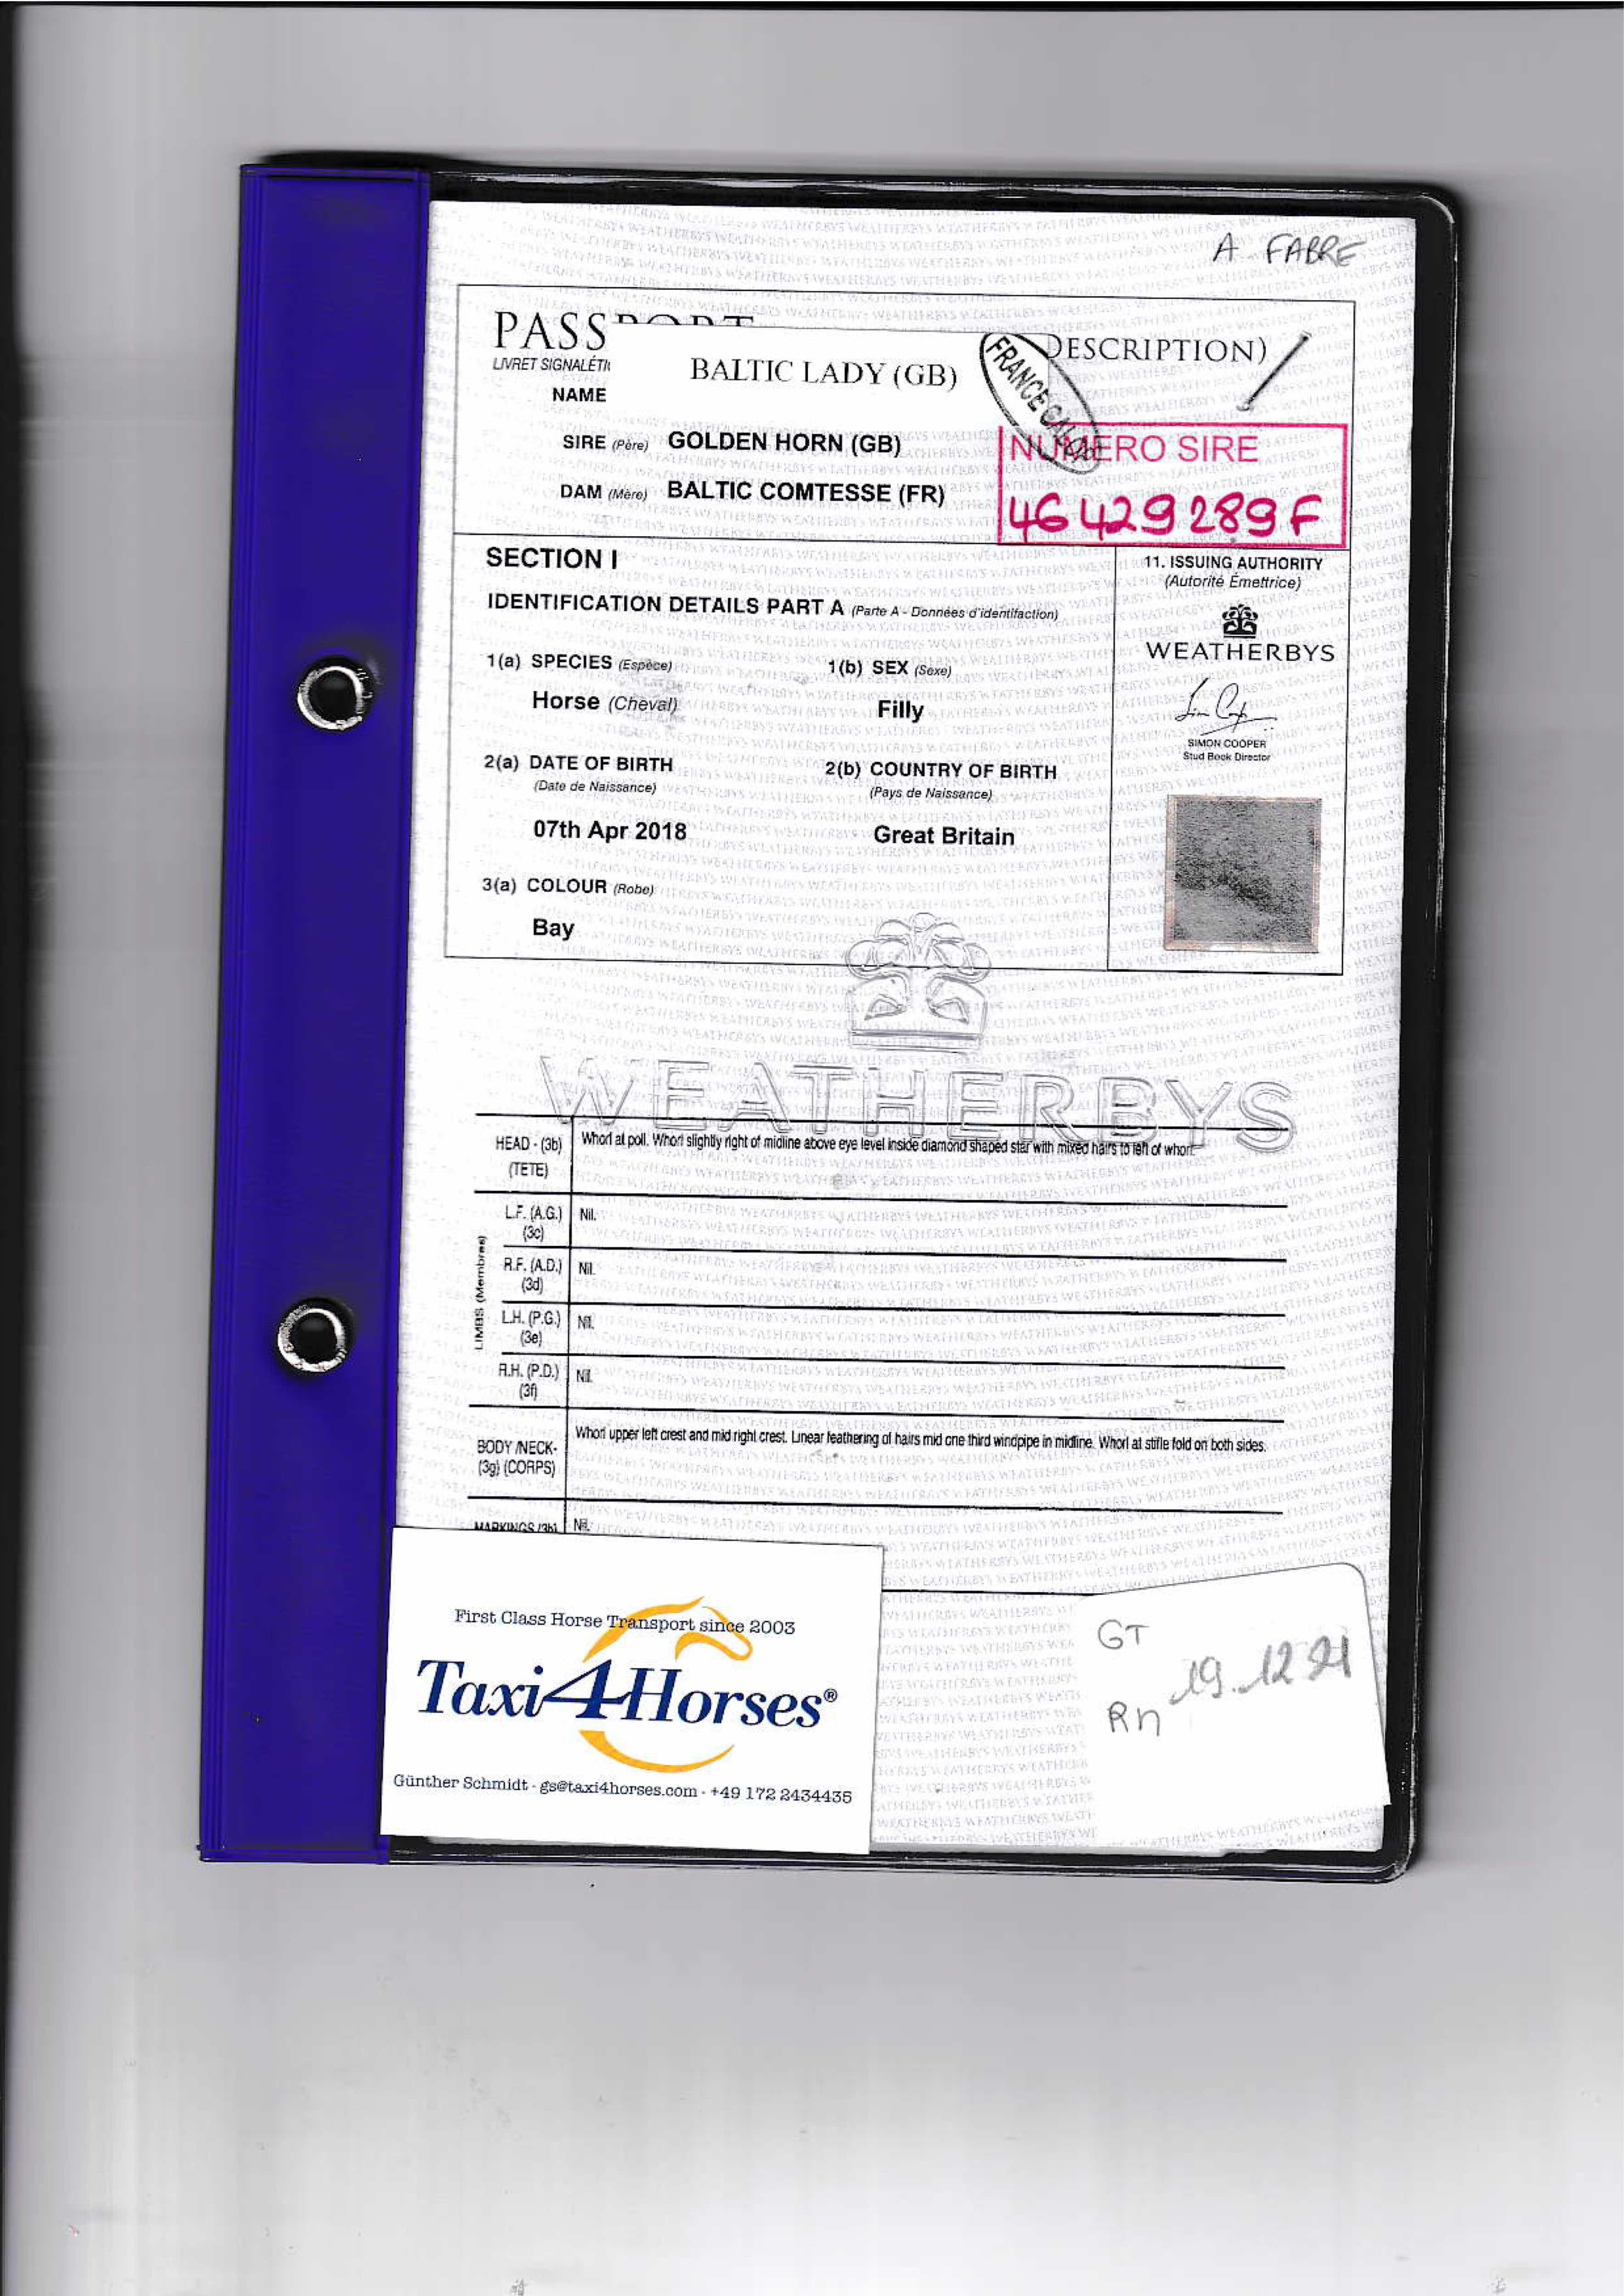 A FABRE
PASS
DESCRIPTION)
LIVRET SIGNALÉTI
NAME
BALTIC LADY (GB)
FRANCE GALOP
SIRE (Père) GOLDEN HORN (GB)
NUMERO SIRE
DAM (Mère) BALTIC COMTESSE (FR)
46429289F
SECTION I
IDENTIFICATION DETAILS PART A (Parte A - Données d'identifaction)
11. ISSUING AUTHORITY
(Autorité Émettrice)
WEATHERBYS
1(a) SPECIES (Espèce)
1(b) SEX (Sexe)
Horse (Cheval)
Filly
SIMON COOPER
Stud Book Director
2(a) DATE OF BIRTH
(Date de Naissance)
2(b) COUNTRY OF BIRTH
(Pays de Naissance)
07th Apr 2018
Great Britain
3(a) COLOUR (Robe)
Bay
WEATHERBYS
HEAD - (3b)
(TETE)
Whorl at poll. Whorl slightly right of midline above eye level inside diamond shaped star with mixed hairs to left of whorl.
LIMBS (Membres)
L.F. (A.G.)
(3c)
Nil.
R.F. (A.D.)
(3d)
Nil.
L.H. (P.G.)
(3e)
Nil.
R.H. (P.D.)
(3f)
Nil.
BODY /NECK-
(3g) (CORPS)
Whorl upper left crest and mid right crest. Linear feathering of hairs mid one third windpipe in midline. Whorl at stifle fold on both sides.
MARKINGS (3h)
Nil.
First Class Horse Transport since 2003
Taxi4Horses®
Günther Schmidt - gs@taxi4horses.com - +49 172 2434435
GT
19.12 21
Rn